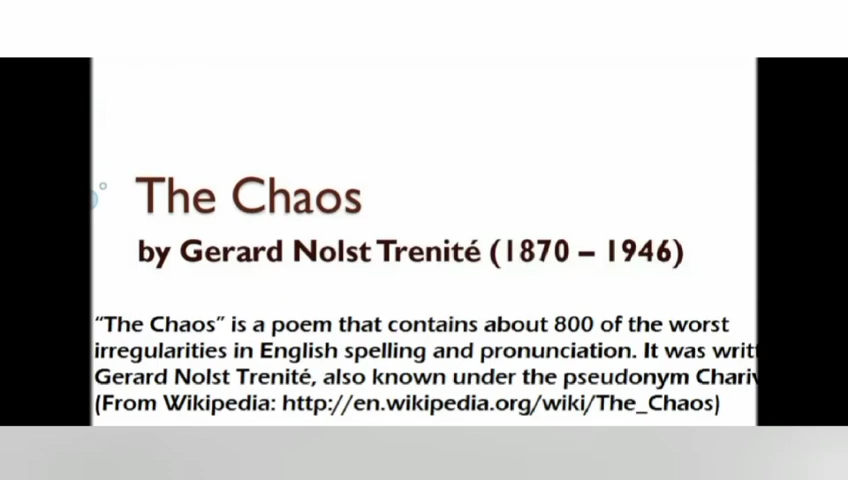 The Chaos
by Gerard Nolst Trenité (1870 – 1946)
“The Chaos” is a poem that contains about 800 of the worst
irregularities in English spelling and pronunciation. It was
Gerard Nolst Trenité, also known under the pseudonym
(From Wikipedia: http://en.wikipedia.org/wiki/The_Chaos)